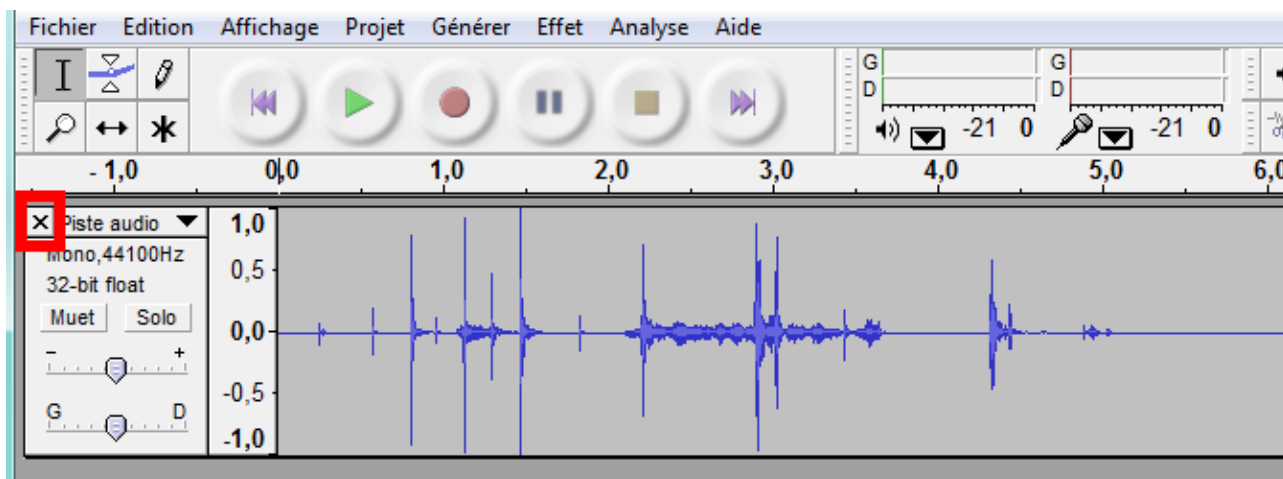 Fichier Edition Affichage Projet Générer Effet Analyse Aide
G G
D D
-21 0 -21 0
- 1,0 0,0 1,0 2,0 3,0 4,0 5,0 6,0
X Piste audio
Mono,44100Hz
32-bit float
Muet Solo
- +
G D
1,0
0,5
0,0
-0,5
-1,0